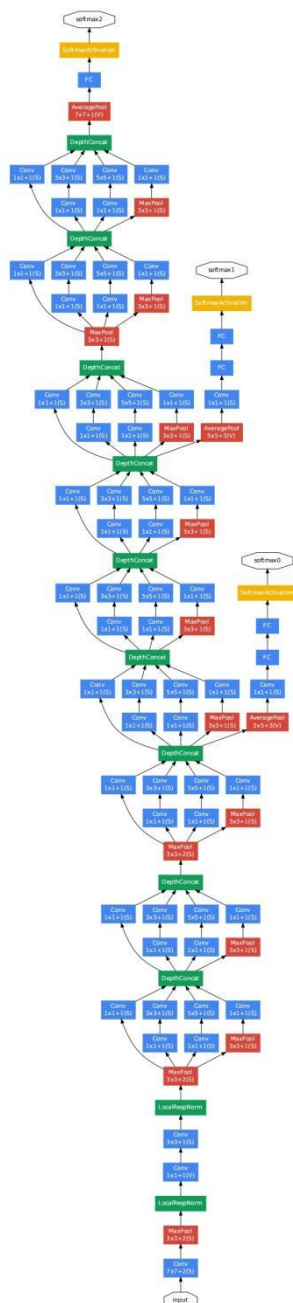 softmax2
SoftmaxActivation
FC
AveragePool
7x7+1(V)
DepthConcat
Conv
1x1+1(S)
Conv
3x3+1(S)
Conv
5x5+1(S)
Conv
1x1+1(S)
Conv
1x1+1(S)
Conv
1x1+1(S)
MaxPool
3x3+1(S)
DepthConcat
Conv
1x1+1(S)
Conv
3x3+1(S)
Conv
5x5+1(S)
Conv
1x1+1(S)
Conv
1x1+1(S)
Conv
1x1+1(S)
MaxPool
3x3+1(S)
softmax1
SoftmaxActivation
MaxPool
3x3+2(S)
FC
DepthConcat
FC
Conv
1x1+1(S)
Conv
3x3+1(S)
Conv
5x5+1(S)
Conv
1x1+1(S)
Conv
1x1+1(S)
Conv
1x1+1(S)
Conv
1x1+1(S)
MaxPool
3x3+1(S)
AveragePool
5x5+3(V)
DepthConcat
Conv
1x1+1(S)
Conv
3x3+1(S)
Conv
5x5+1(S)
Conv
1x1+1(S)
Conv
1x1+1(S)
Conv
1x1+1(S)
MaxPool
3x3+1(S)
DepthConcat
softmax0
Conv
1x1+1(S)
Conv
3x3+1(S)
Conv
5x5+1(S)
Conv
1x1+1(S)
SoftmaxActivation
Conv
1x1+1(S)
Conv
1x1+1(S)
MaxPool
3x3+1(S)
FC
DepthConcat
FC
Conv
1x1+1(S)
Conv
3x3+1(S)
Conv
5x5+1(S)
Conv
1x1+1(S)
Conv
1x1+1(S)
Conv
1x1+1(S)
Conv
1x1+1(S)
MaxPool
3x3+1(S)
AveragePool
5x5+3(V)
DepthConcat
Conv
1x1+1(S)
Conv
3x3+1(S)
Conv
5x5+1(S)
Conv
1x1+1(S)
Conv
1x1+1(S)
Conv
1x1+1(S)
MaxPool
3x3+1(S)
MaxPool
3x3+2(S)
DepthConcat
Conv
1x1+1(S)
Conv
3x3+1(S)
Conv
5x5+1(S)
Conv
1x1+1(S)
Conv
1x1+1(S)
Conv
1x1+1(S)
MaxPool
3x3+1(S)
DepthConcat
Conv
1x1+1(S)
Conv
3x3+1(S)
Conv
5x5+1(S)
Conv
1x1+1(S)
Conv
1x1+1(S)
Conv
1x1+1(S)
MaxPool
3x3+1(S)
MaxPool
3x3+2(S)
LocalRespNorm
Conv
3x3+1(S)
Conv
1x1+1(V)
LocalRespNorm
MaxPool
3x3+2(S)
Conv
7x7+2(S)
input